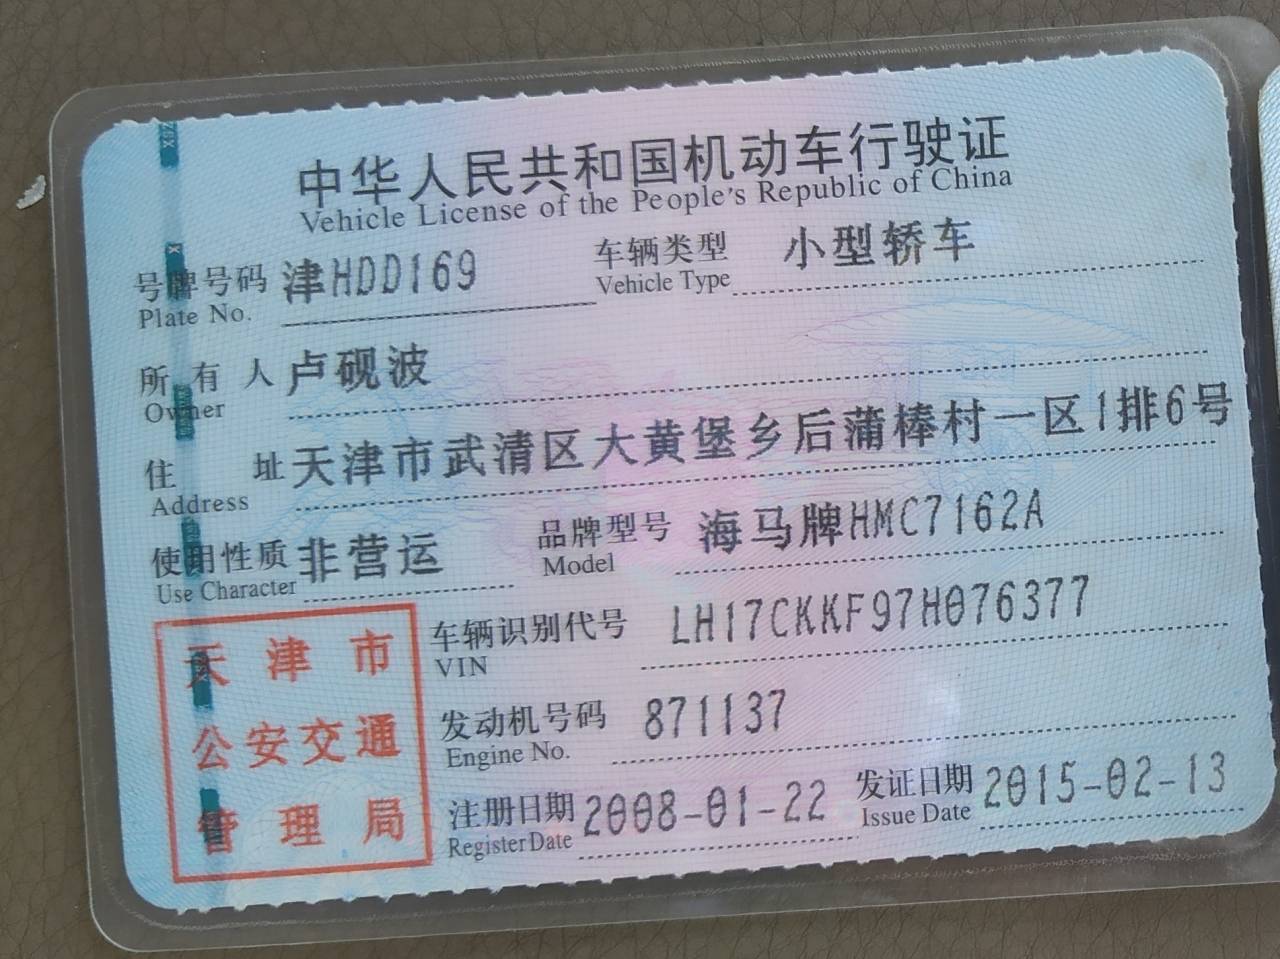 中华人民共和国机动车行驶证
Vehicle License of the People's Republic of China
号牌号码 津HDD169 车辆类型 小型轿车
Plate No. Vehicle Type
所有人 卢砚波
Owner
住址 天津市武清区大黄堡乡后蒲棒村一区1排6号
Address
使用性质 非营运 品牌型号 海马牌HMC7162A
Use Character Model
天津市
公安交通
管理局
车辆识别代号 LH17CKKF97H076377
VIN
发动机号码 871137
Engine No.
注册日期 2008-01-22 发证日期 2015-02-13
Register Date Issue Date